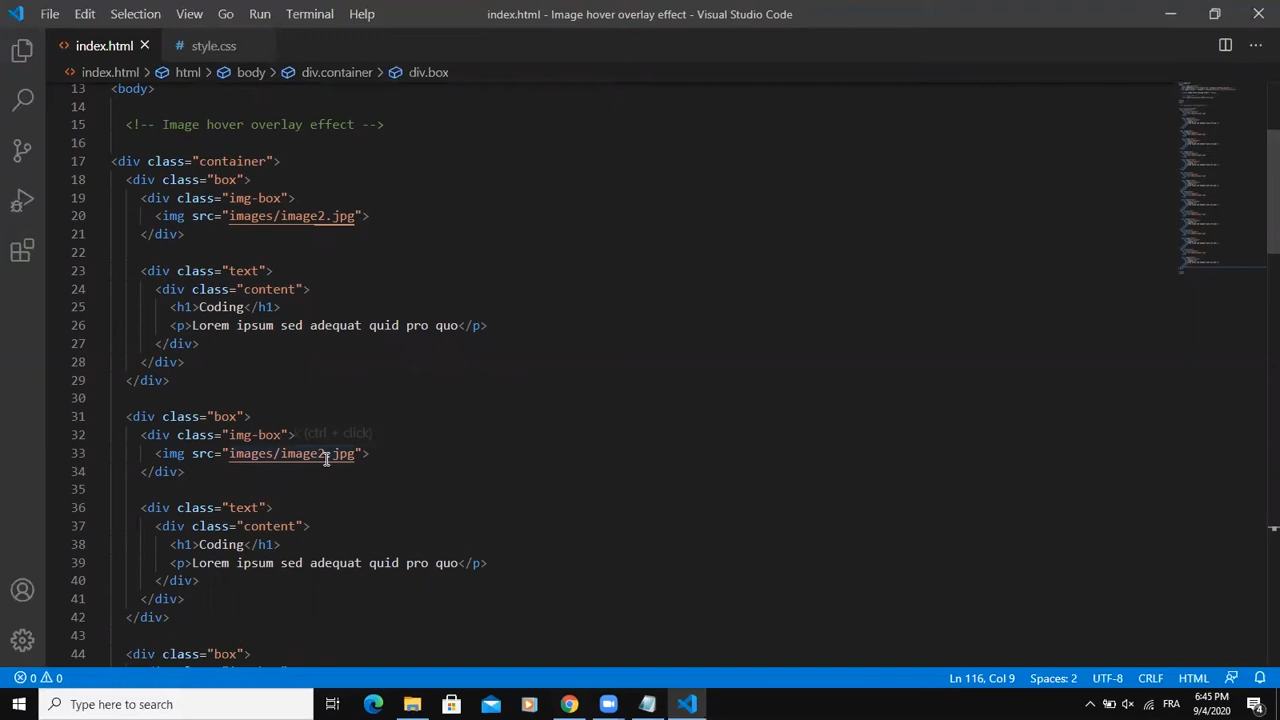 File Edit Selection View Go Run Terminal Help index.html - Image hover overlay effect - Visual Studio Code
index.html style.css
index.html > html > body > div.container > div.box
13 <body>
14
15 <!-- Image hover overlay effect -->
16
17 <div class="container">
18 <div class="box">
19 <div class="img-box">
20 <img src="images/image2.jpg">
21 </div>
22
23 <div class="text">
24 <div class="content">
25 <h1>Coding</h1>
26 <p>Lorem ipsum sed adequat quid pro quo</p>
27 </div>
28 </div>
29 </div>
30
31 <div class="box">
32 <div class="img-box"> (ctrl + click)
33 <img src="images/image2.jpg">
34 </div>
35
36 <div class="text">
37 <div class="content">
38 <h1>Coding</h1>
39 <p>Lorem ipsum sed adequat quid pro quo</p>
40 </div>
41 </div>
42 </div>
43
44 <div class="box">
0 0 Ln 116, Col 9 Spaces: 2 UTF-8 CRLF HTML
Type here to search FRA 6:45 PM
9/4/2020 4